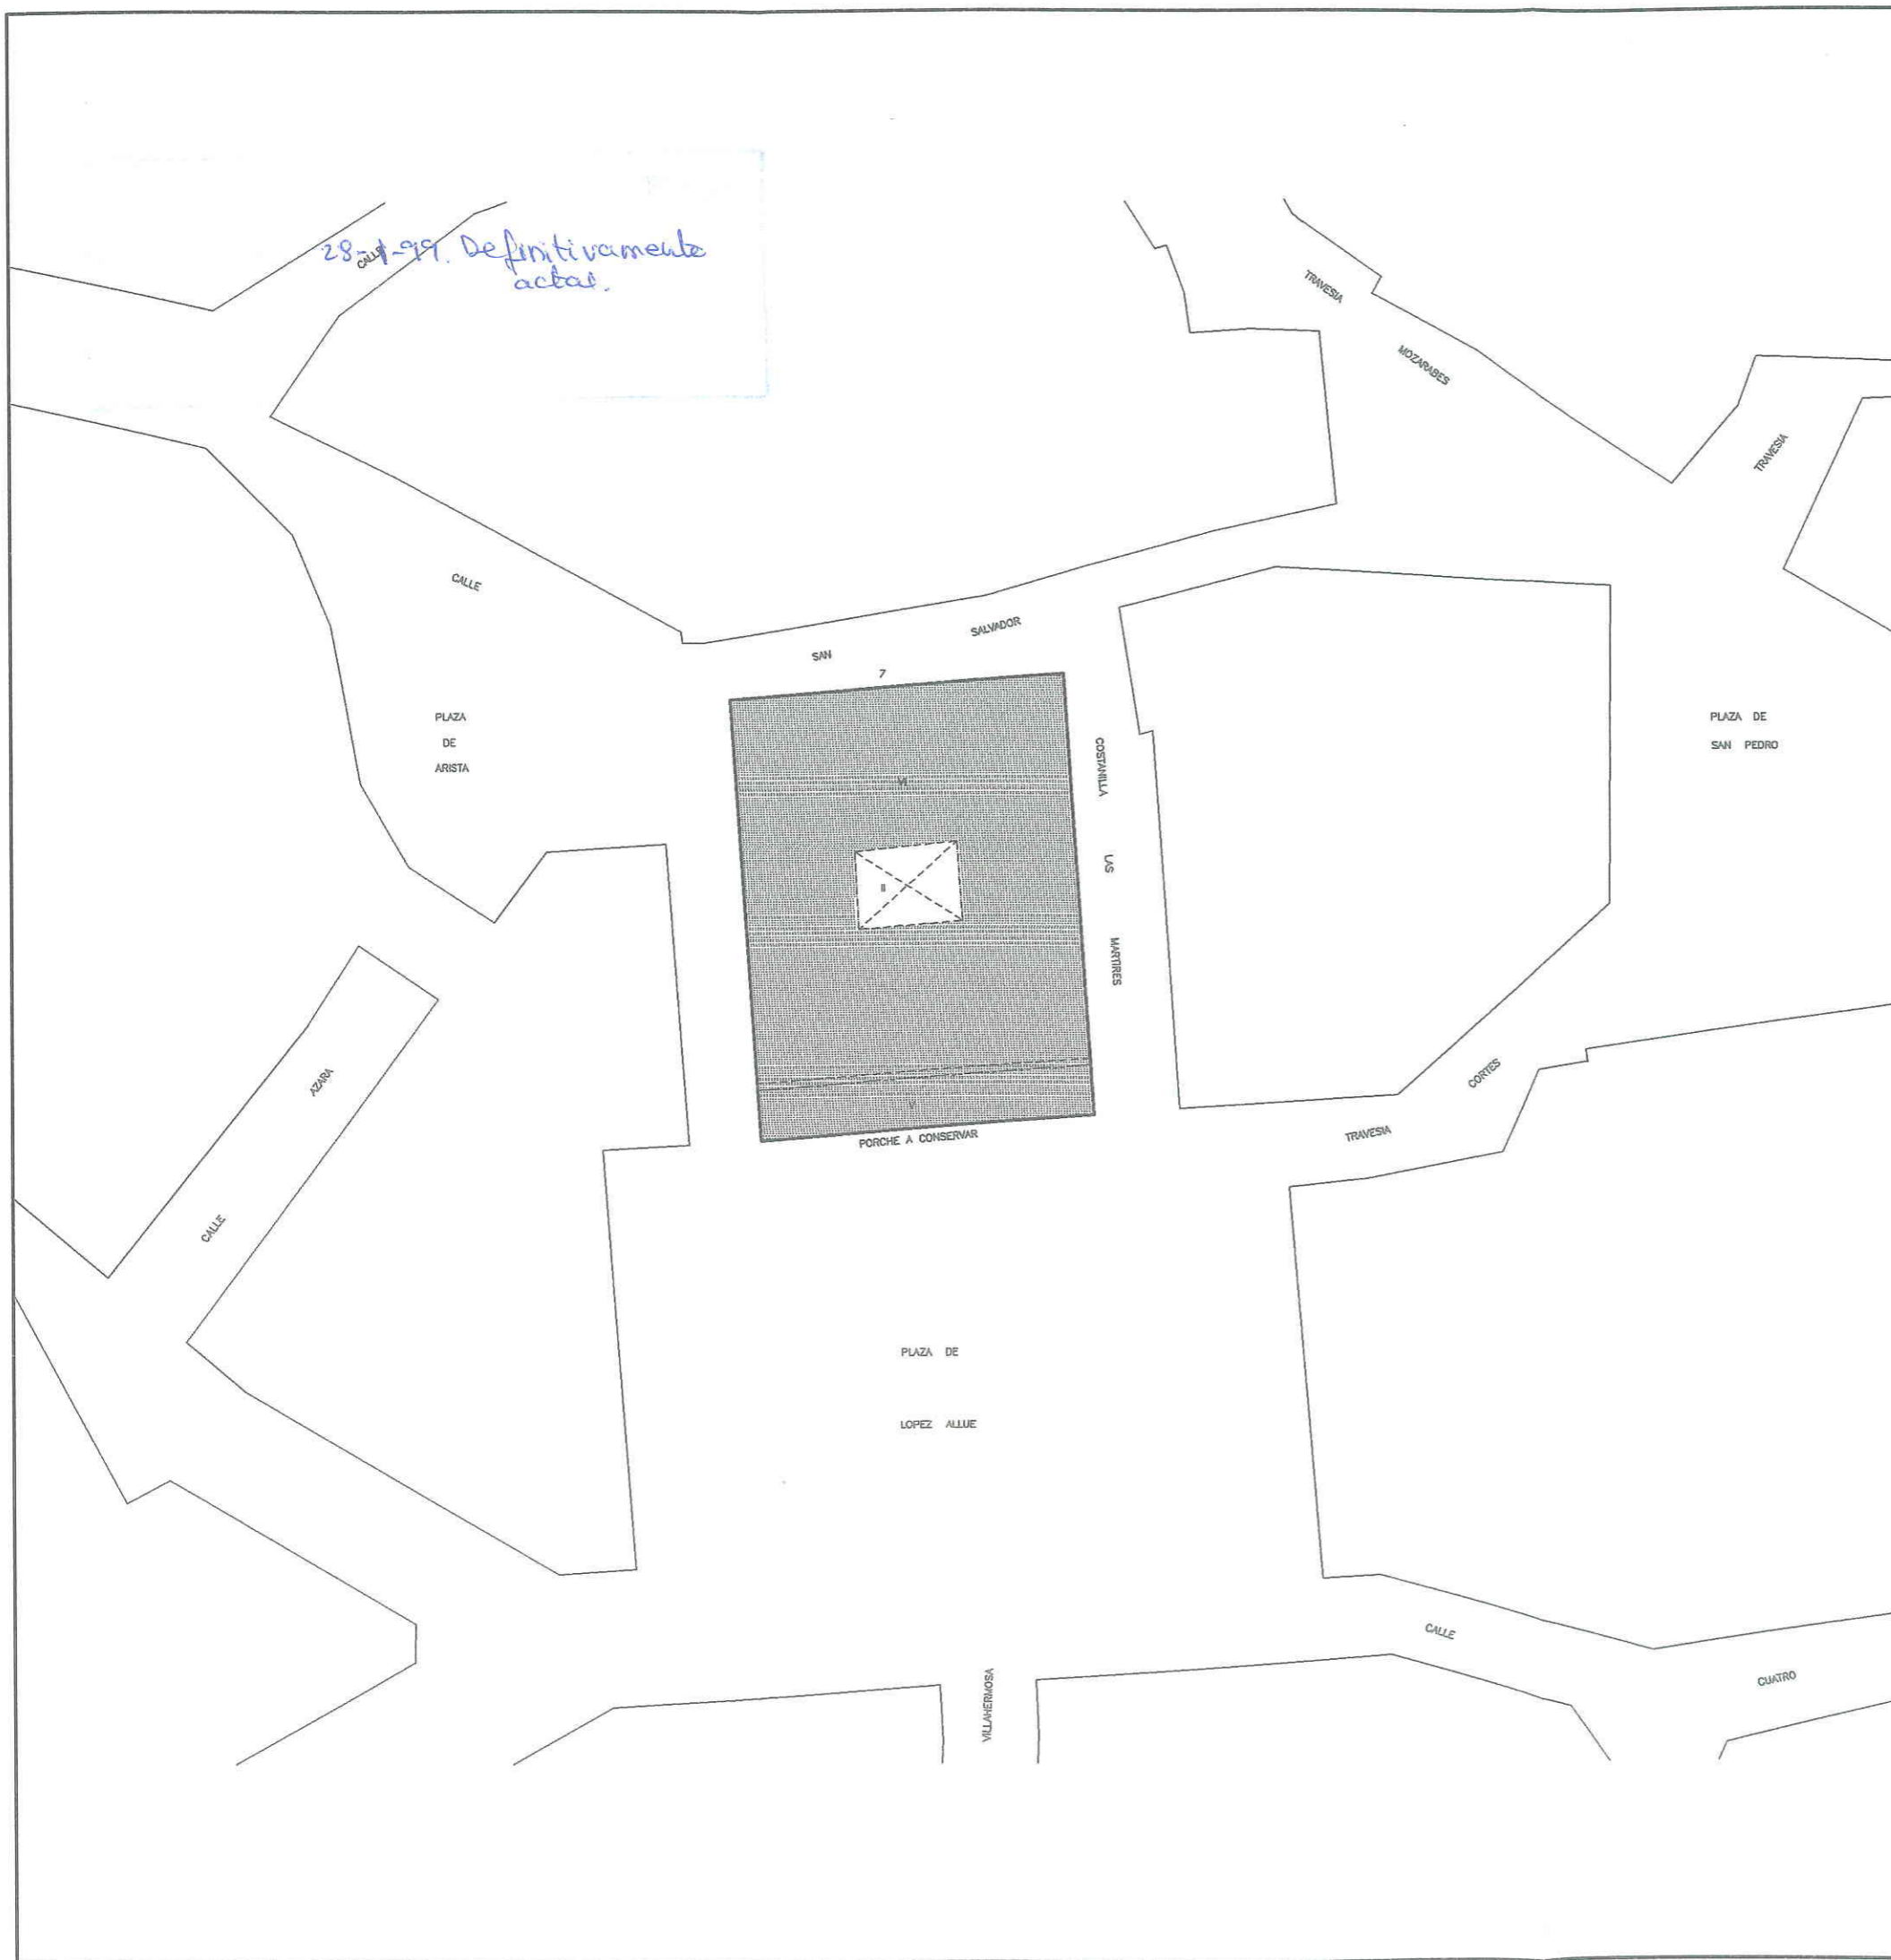 28-1-99. Definitivamente
CALLE
TRAVESIA
MOZARABES
TRAVESIA
CALLE
SAN SALVADOR
7
PLAZA
DE
ARISTA
COSTANILLA LAS MARTIRES
PLAZA DE
SAN PEDRO
VI
II
AZARA
CALLE
PORCHE A CONSERVAR
TRAVESIA CORTES
PLAZA DE
LOPEZ ALLUE
VILLAHERMOSA
CALLE
CUATRO